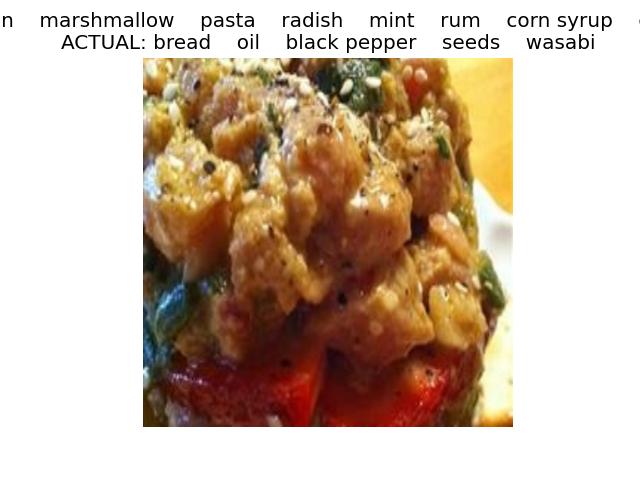 marshmallow pasta radish mint rum corn syrup
ACTUAL: bread oil black pepper seeds wasabi